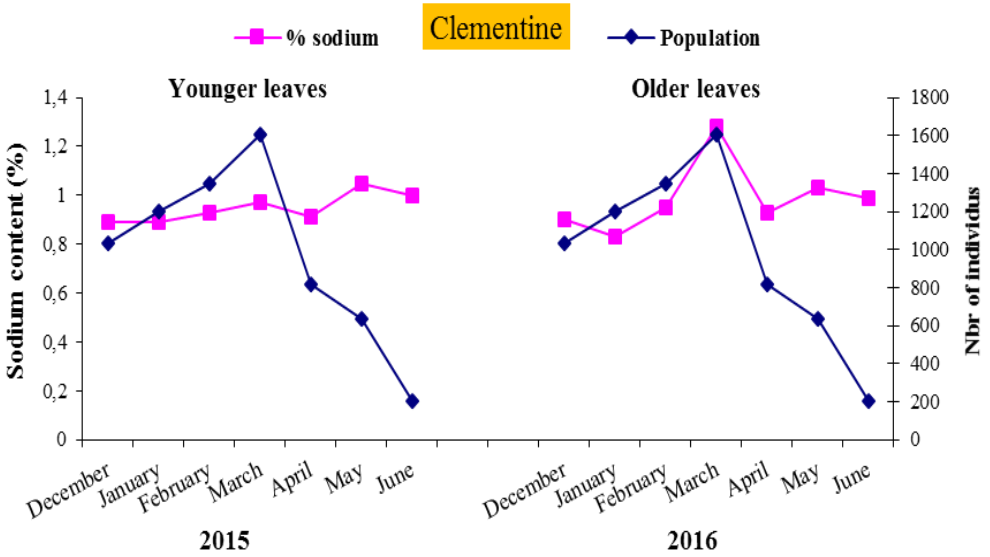 Clementine
% sodium
Population
Younger leaves
Older leaves
Sodium content (%)
1,4
1,2
1
0,8
0,6
0,4
0,2
0
1800
1600
1400
1200
1000
800
600
400
200
0
Nbr of individus
December
January
February
March
April
May
June
December
January
February
March
April
May
June
2015
2016